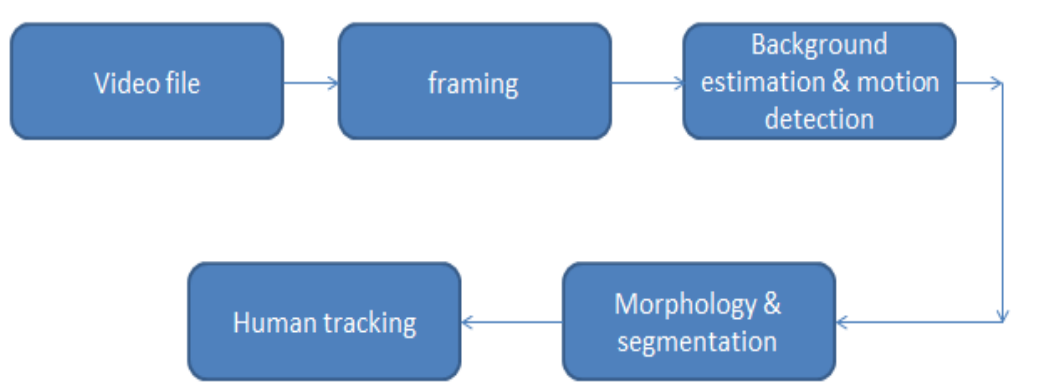 Video file
framing
Background
estimation & motion
detection
Morphology &
segmentation
Human tracking